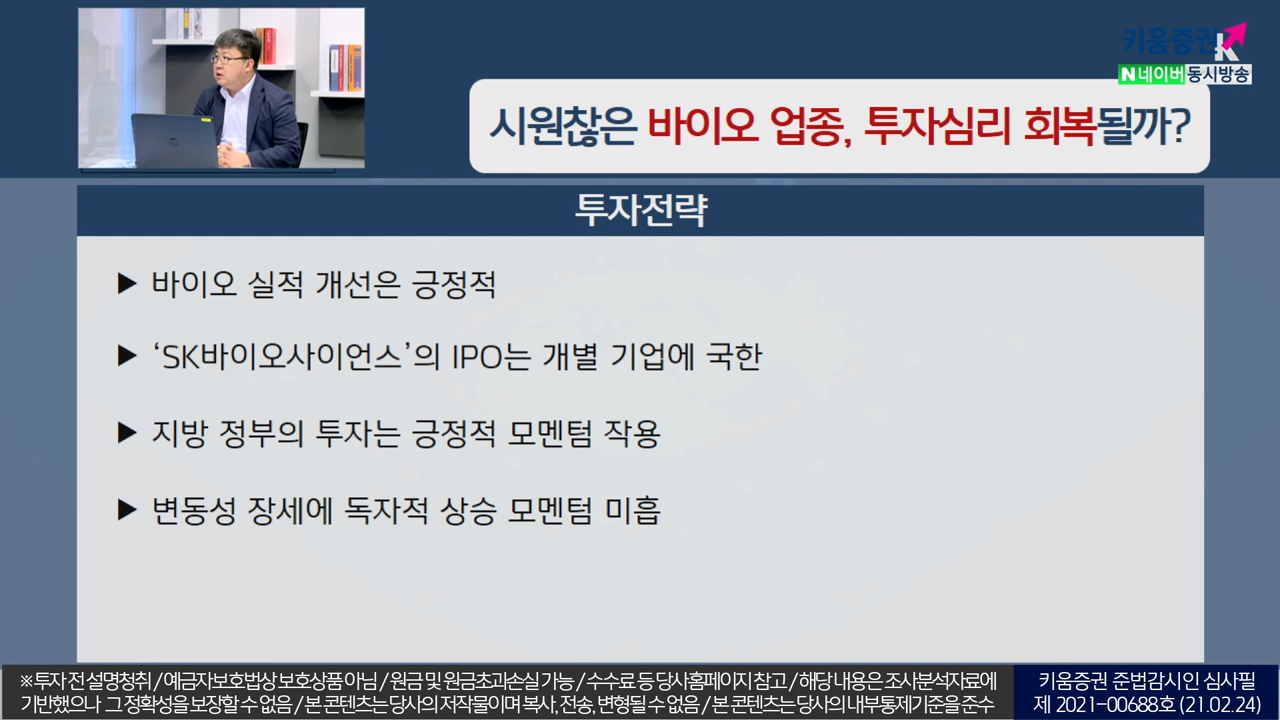 키움증권
N 네이버 동시방송
시원찮은 바이오 업종, 투자심리 회복될까?
투자전략
▶ 바이오 실적 개선은 긍정적
▶ ‘SK바이오사이언스’의 IPO는 개별 기업에 국한
▶ 지방 정부의 투자는 긍정적 모멘텀 작용
▶ 변동성 장세에 독자적 상승 모멘텀 미흡
※ 투자 전 설명청취 / 예금자보호법상 보호상품 아님 / 원금 및 원금초과손실 가능 / 수수료 등 당사홈페이지 참고 / 해당 내용은 조사분석자료에
기반했으나 그 정확성을 보장할 수 없음 / 본 콘텐츠는 당사의 저작물이며 복사, 전송, 변형될 수 없음 / 본 콘텐츠는 당사의 내부통제기준을 준수
키움증권 준법감시인 심사필
제 2021-00688호 (21.02.24)